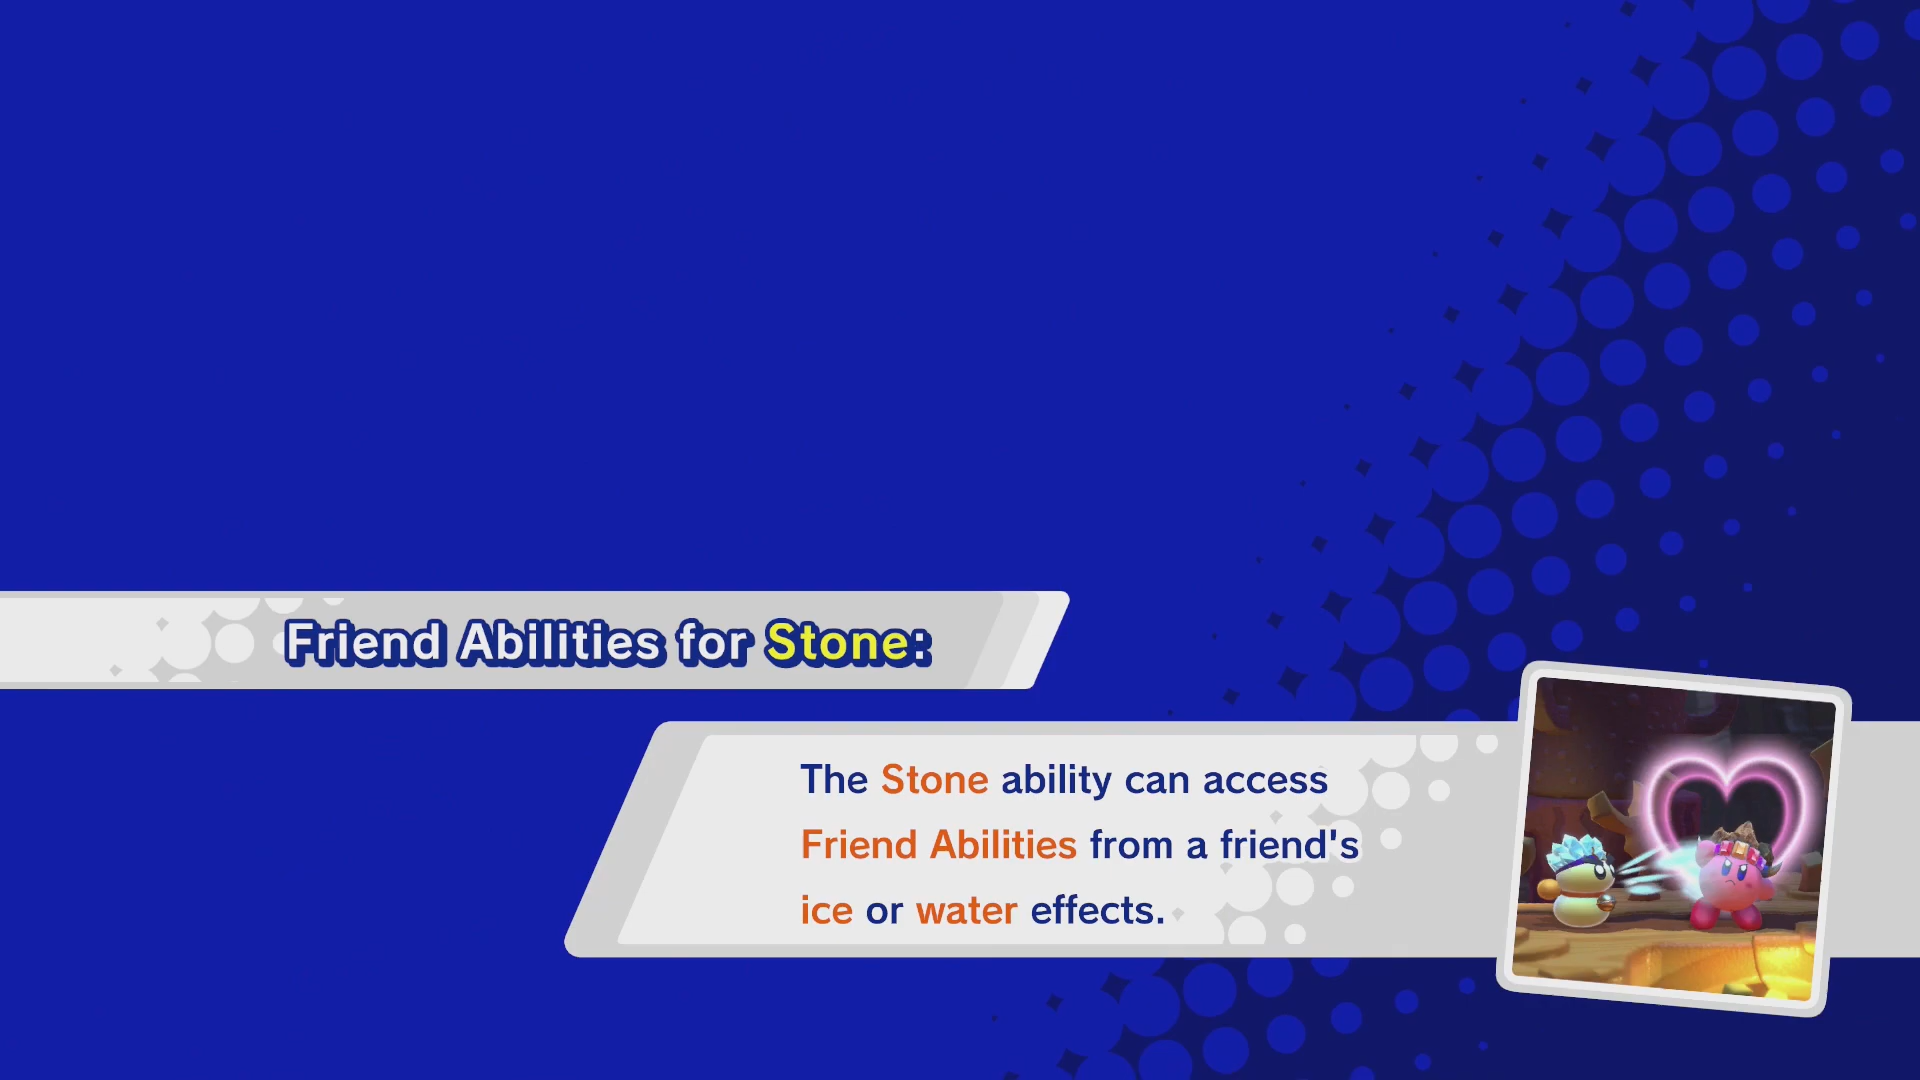 Friend Abilities for Stone:
The Stone ability can access
Friend Abilities from a friend's
ice or water effects.